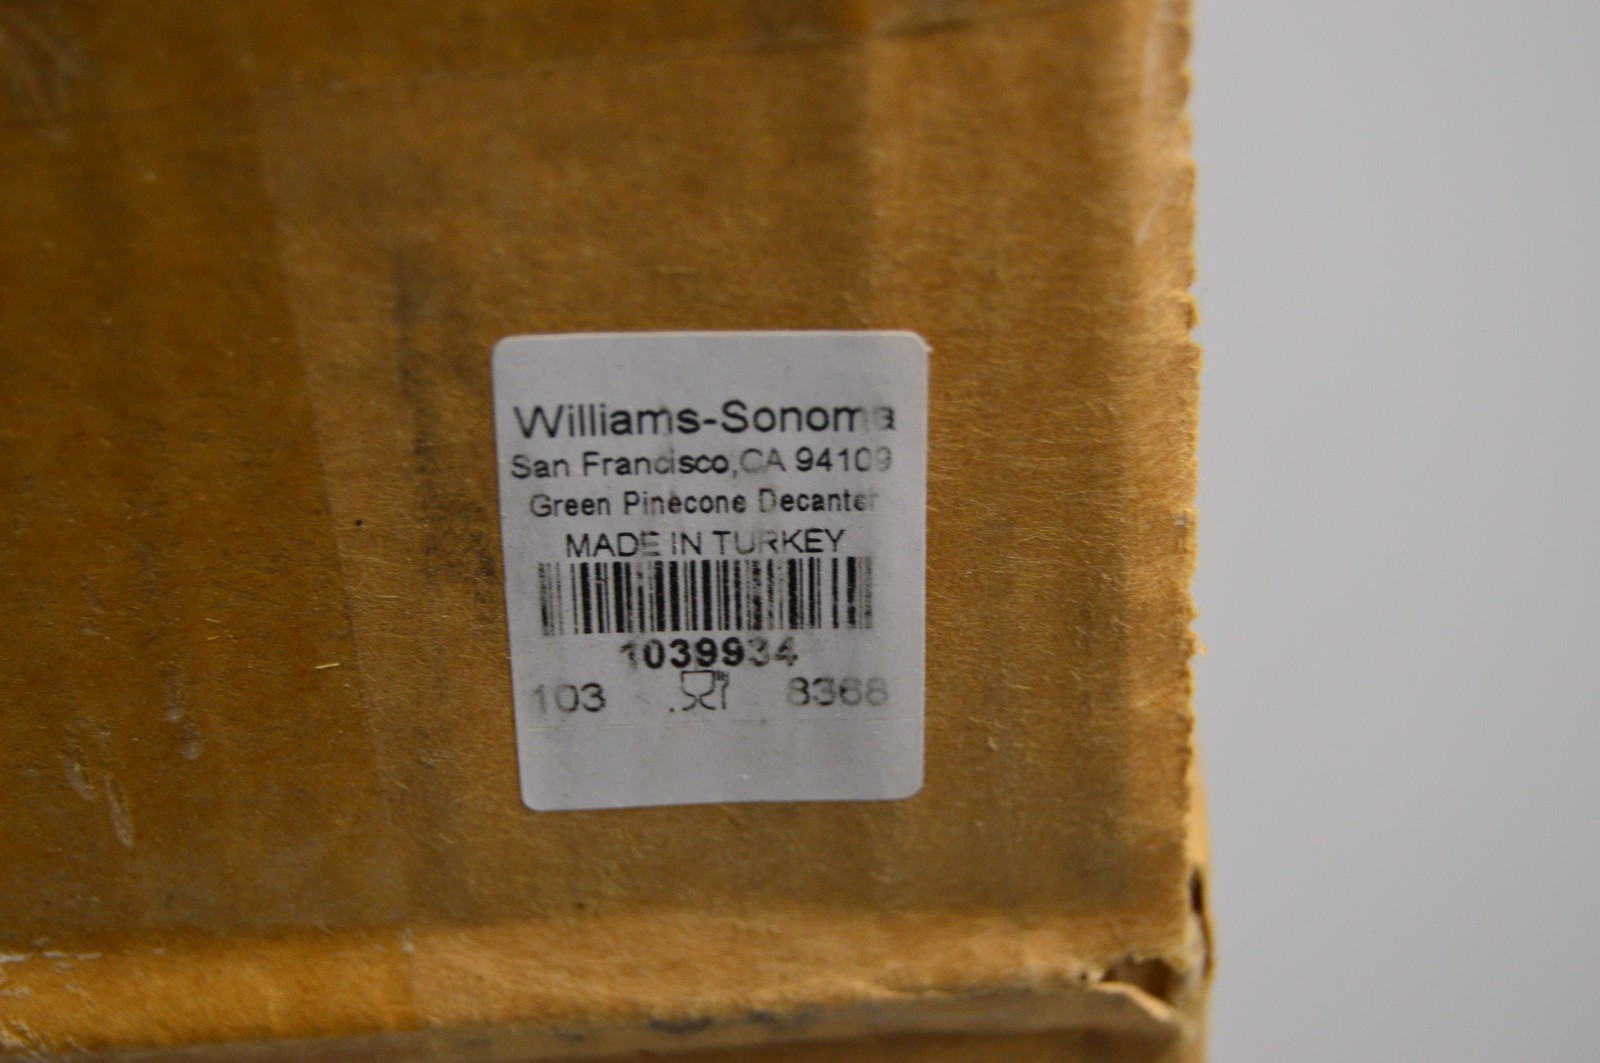 Williams-Sonoma
San Francisco,CA 94109
Green Pinecone Decanter
MADE IN TURKEY
1039934
103 8368